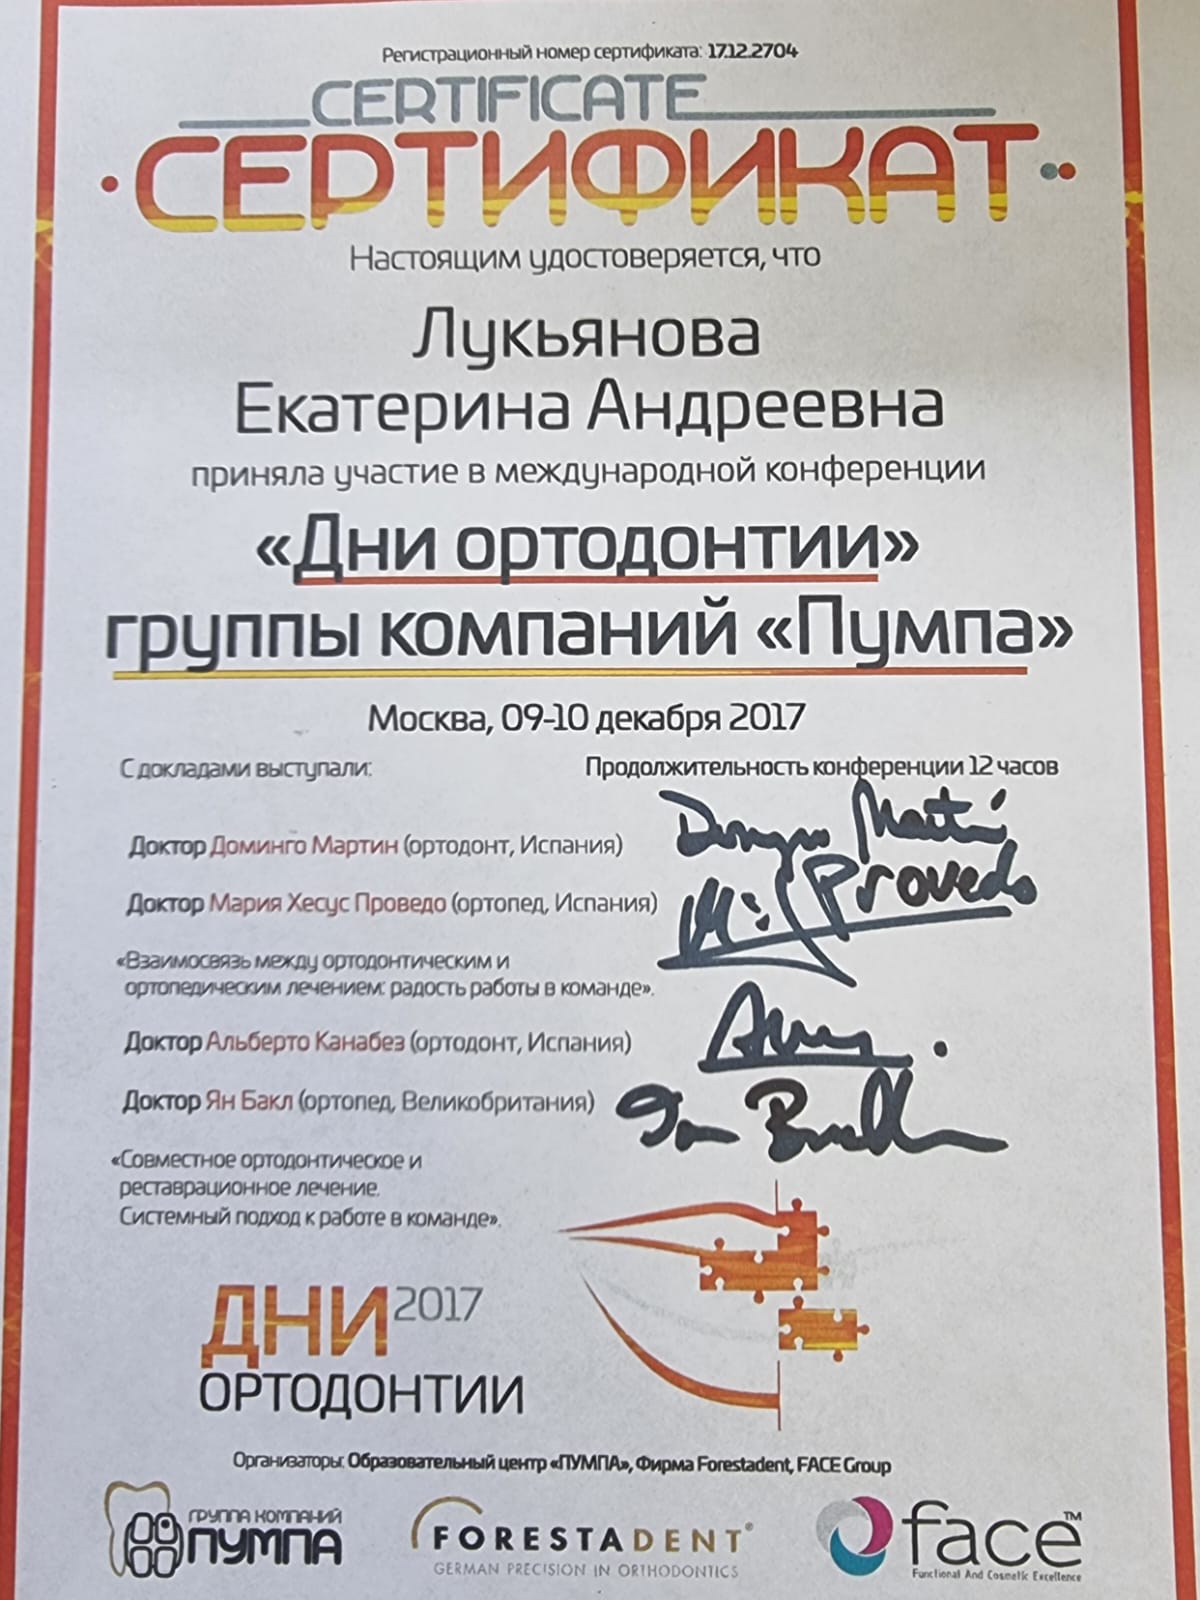 Регистрационный номер сертификата: 17.12.2704
CERTIFICATE
СЕРТИФИКАТ
Настоящим удостоверяется, что
Лукьянова
Екатерина Андреевна
приняла участие в международной конференции
«Дни ортодонтии»
группы компаний «Пумпа»
Москва, 09-10 декабря 2017
С докладами выступали:
Продолжительность конференции 12 часов
Доктор Доминго Мартин (ортодонт, Испания)
Domingo Martín
Доктор Мария Хесус Проведо (ортопед, Испания)
Provedo
«Взаимосвязь между ортодонтическим и
ортопедическим лечением: радость работы в команде».
Доктор Альберто Канабез (ортодонт, Испания)
Доктор Ян Бакл (ортопед, Великобритания)
«Совместное ортодонтическое и
реставрационное лечение.
Системный подход к работе в команде».
ДНИ 2017
ОРТОДОНТИИ
Организаторы: Образовательный центр «ПУМПА», Фирма Forestadent, FACE Group
ГРУППА КОМПАНИЙ
ПУМПА
FORESTADENT®
GERMAN PRECISION IN ORTHODONTICS
face™
Functional And Cosmetic Excellence